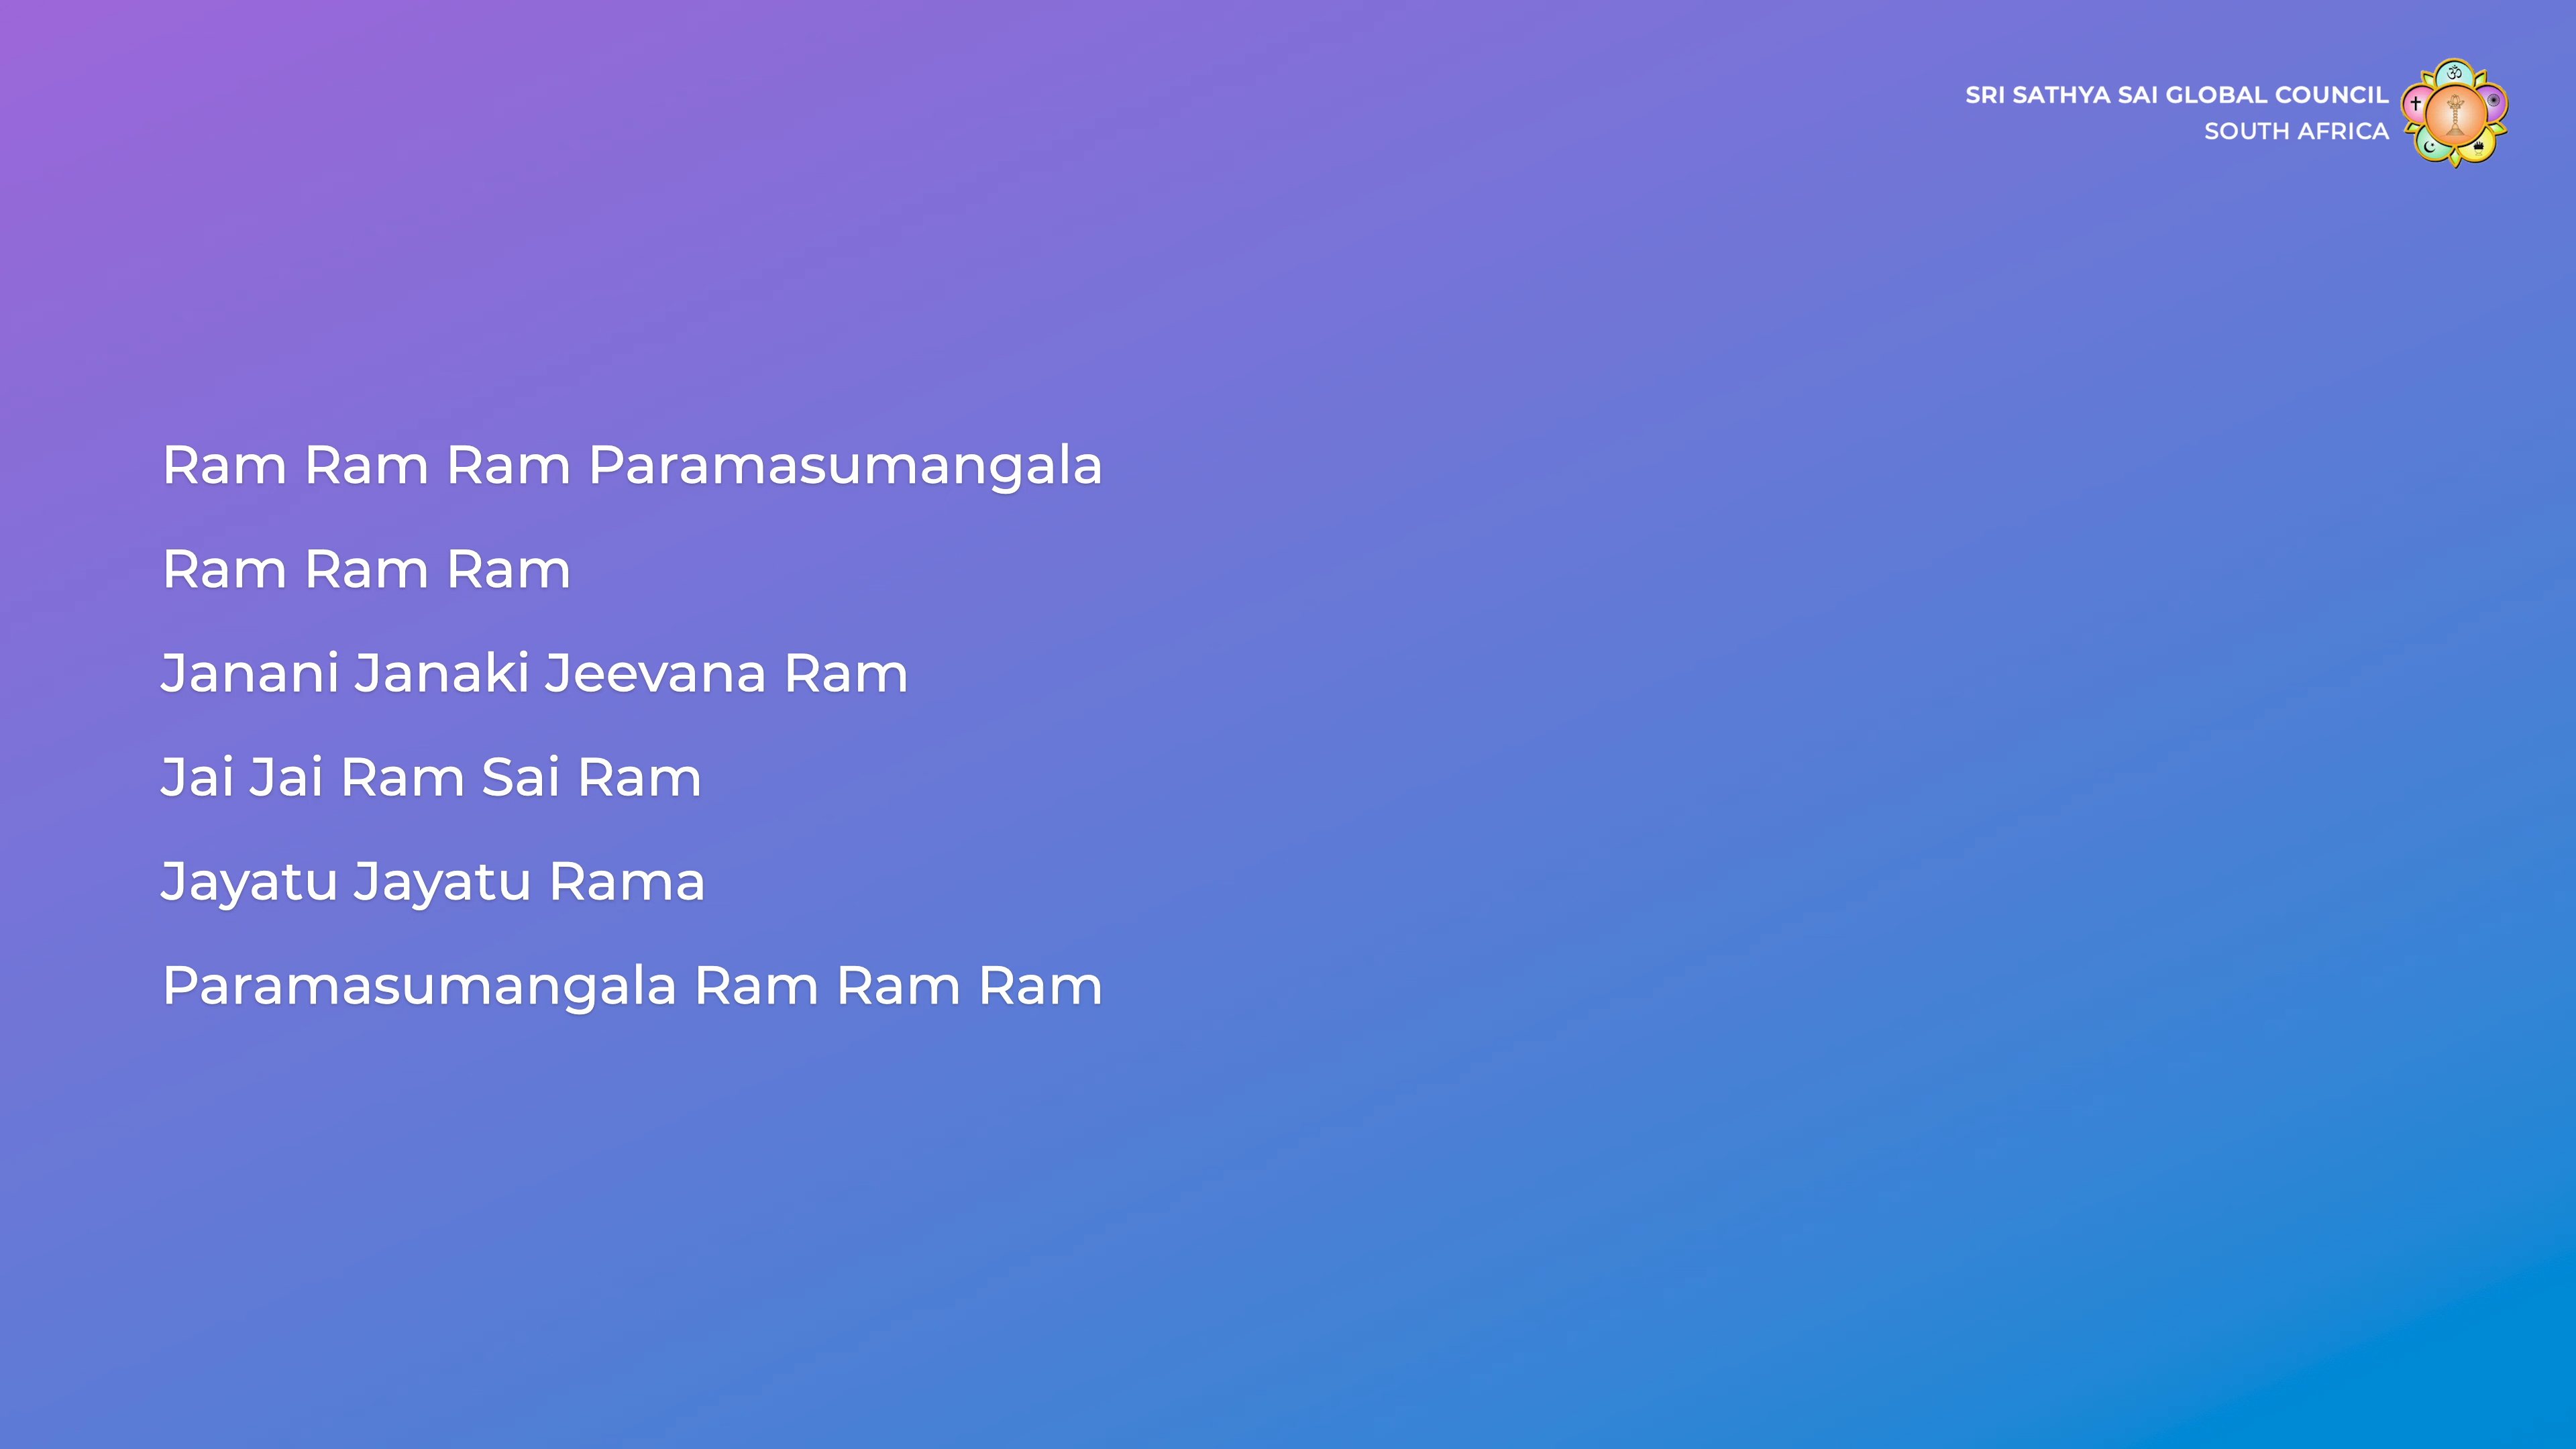 SRI SATHYA SAI GLOBAL COUNCIL
SOUTH AFRICA
Ram Ram Ram Paramasumangala
Ram Ram Ram
Janani Janaki Jeevana Ram
Jai Jai Ram Sai Ram
Jayatu Jayatu Rama
Paramasumangala Ram Ram Ram